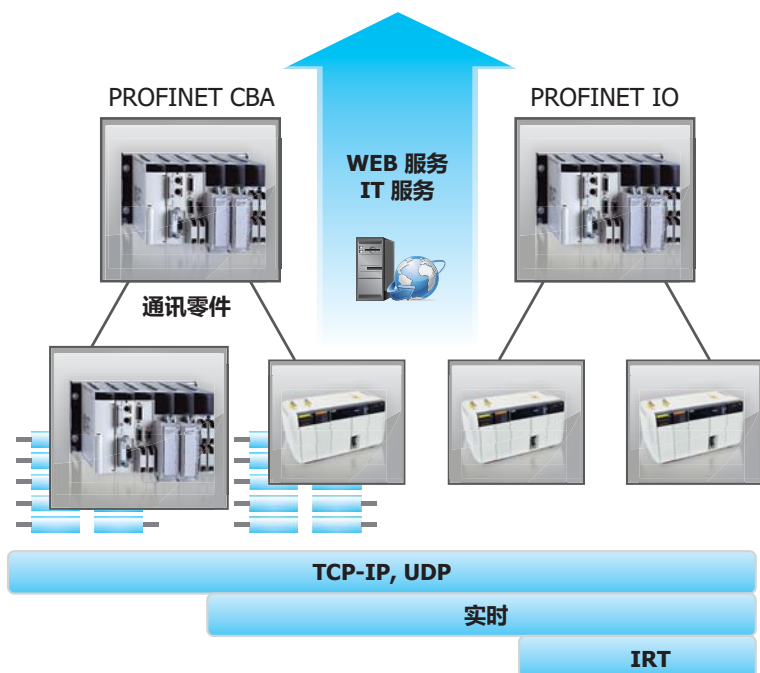 PROFINET CBA
PROFINET IO
WEB 服务
IT 服务
通讯零件
TCP-IP, UDP
实时
IRT